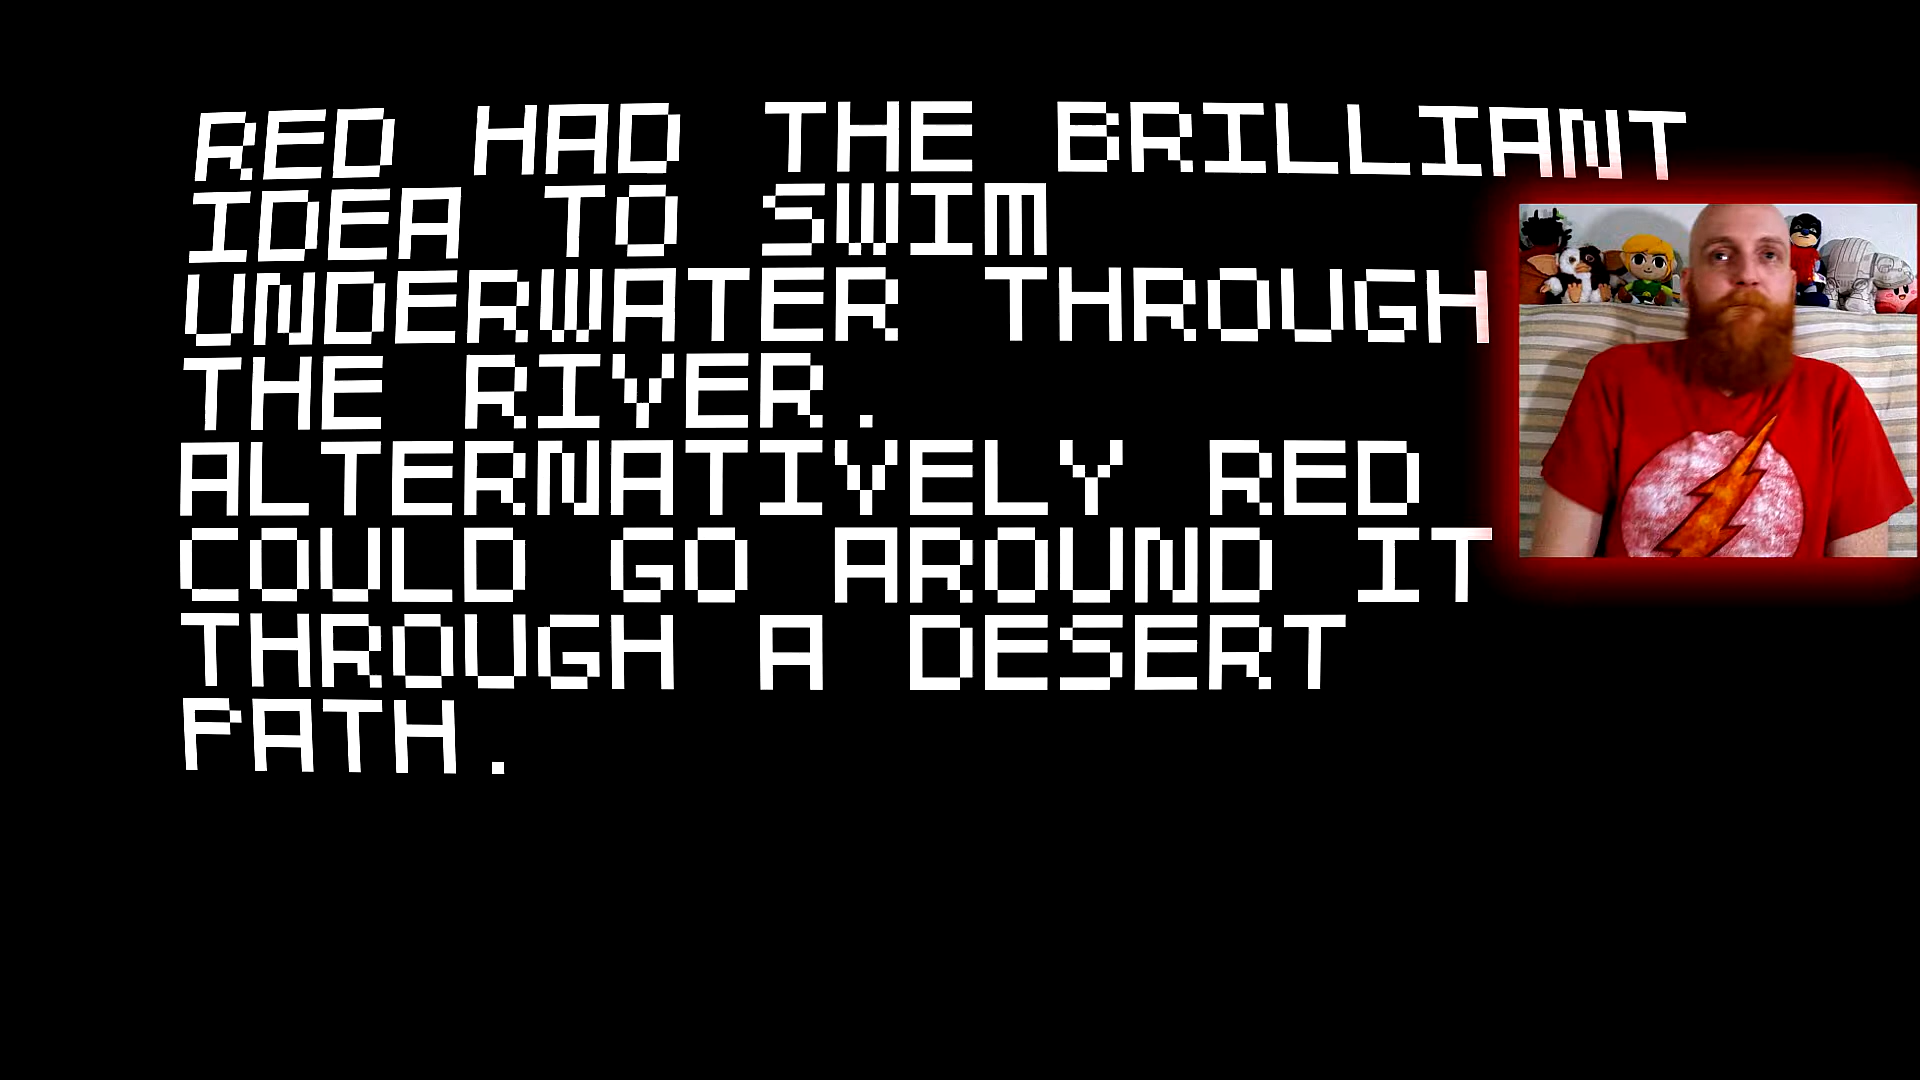 RED HAD THE BRILLIANT
IDEA TO SWIM
UNDERWATER THROUGH
THE RIVER.
ALTERNATIVELY RED
COULD GO AROUND IT
THROUGH A DESERT
PATH.